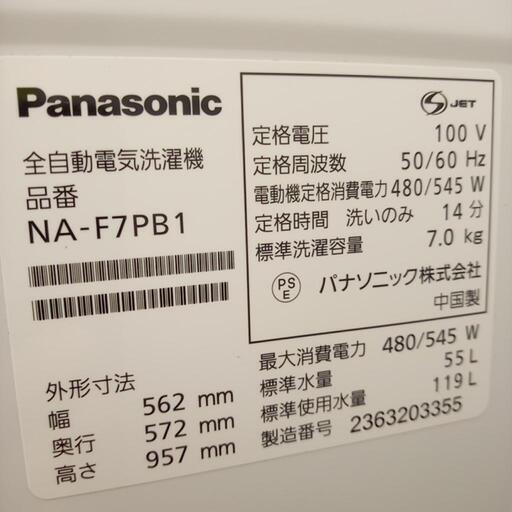 Panasonic
全自動電気洗濯機
品番
NA-F7PB1
外形寸法
幅 562 mm
奥行 572 mm
高さ 957 mm
S JET
定格電圧 100 V
定格周波数 50/60 Hz
電動機定格消費電力 480/545 W
定格時間 洗いのみ 14 分
標準洗濯容量 7.0 kg
PSE パナソニック株式会社
中国製
最大消費電力 480/545 W
標準水量 55 L
標準使用水量 119 L
製造番号 2363203355